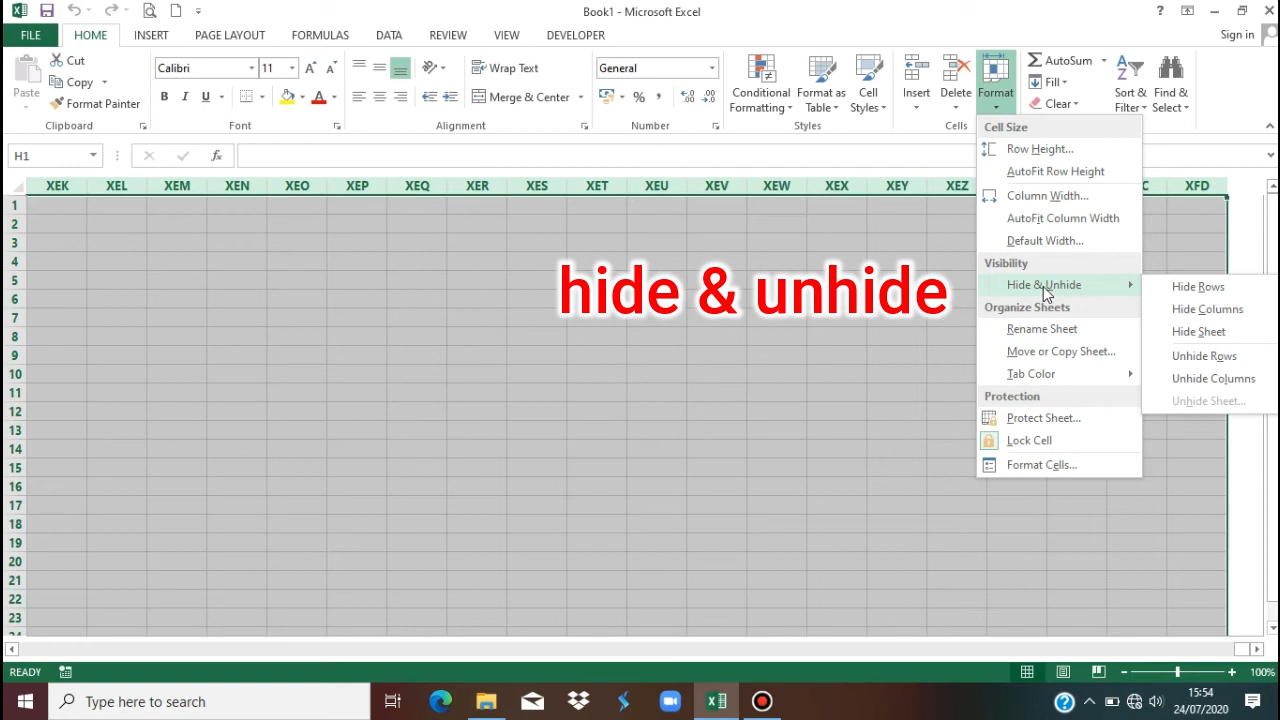 Book1 - Microsoft Excel
?
FILE HOME INSERT PAGE LAYOUT FORMULAS DATA REVIEW VIEW DEVELOPER Sign in
Paste
Cut
Copy
Format Painter
Clipboard
Calibri 11
B I U
Font
Wrap Text
Merge & Center
Alignment
General
%
Number
Conditional Formatting
Format as Table
Cell Styles
Styles
Insert
Delete
Format
Cells
AutoSum
Fill
Clear
Sort & Filter
Find & Select
H1
fx
XEK XEL XEM XEN XEO XEP XEQ XER XES XET XEU XEV XEW XEX XEY XEZ C XFD
1
2
3
4
5
6
7
8
9
10
11
12
13
14
15
16
17
18
19
20
21
22
23
24
hide & unhide
Cell Size
Row Height...
AutoFit Row Height
Column Width...
AutoFit Column Width
Default Width...
Visibility
Hide & Unhide
Organize Sheets
Rename Sheet
Move or Copy Sheet...
Tab Color
Protection
Protect Sheet...
Lock Cell
Format Cells...
Hide Rows
Hide Columns
Hide Sheet
Unhide Rows
Unhide Columns
Unhide Sheet...
READY
100%
Type here to search
15:54
24/07/2020